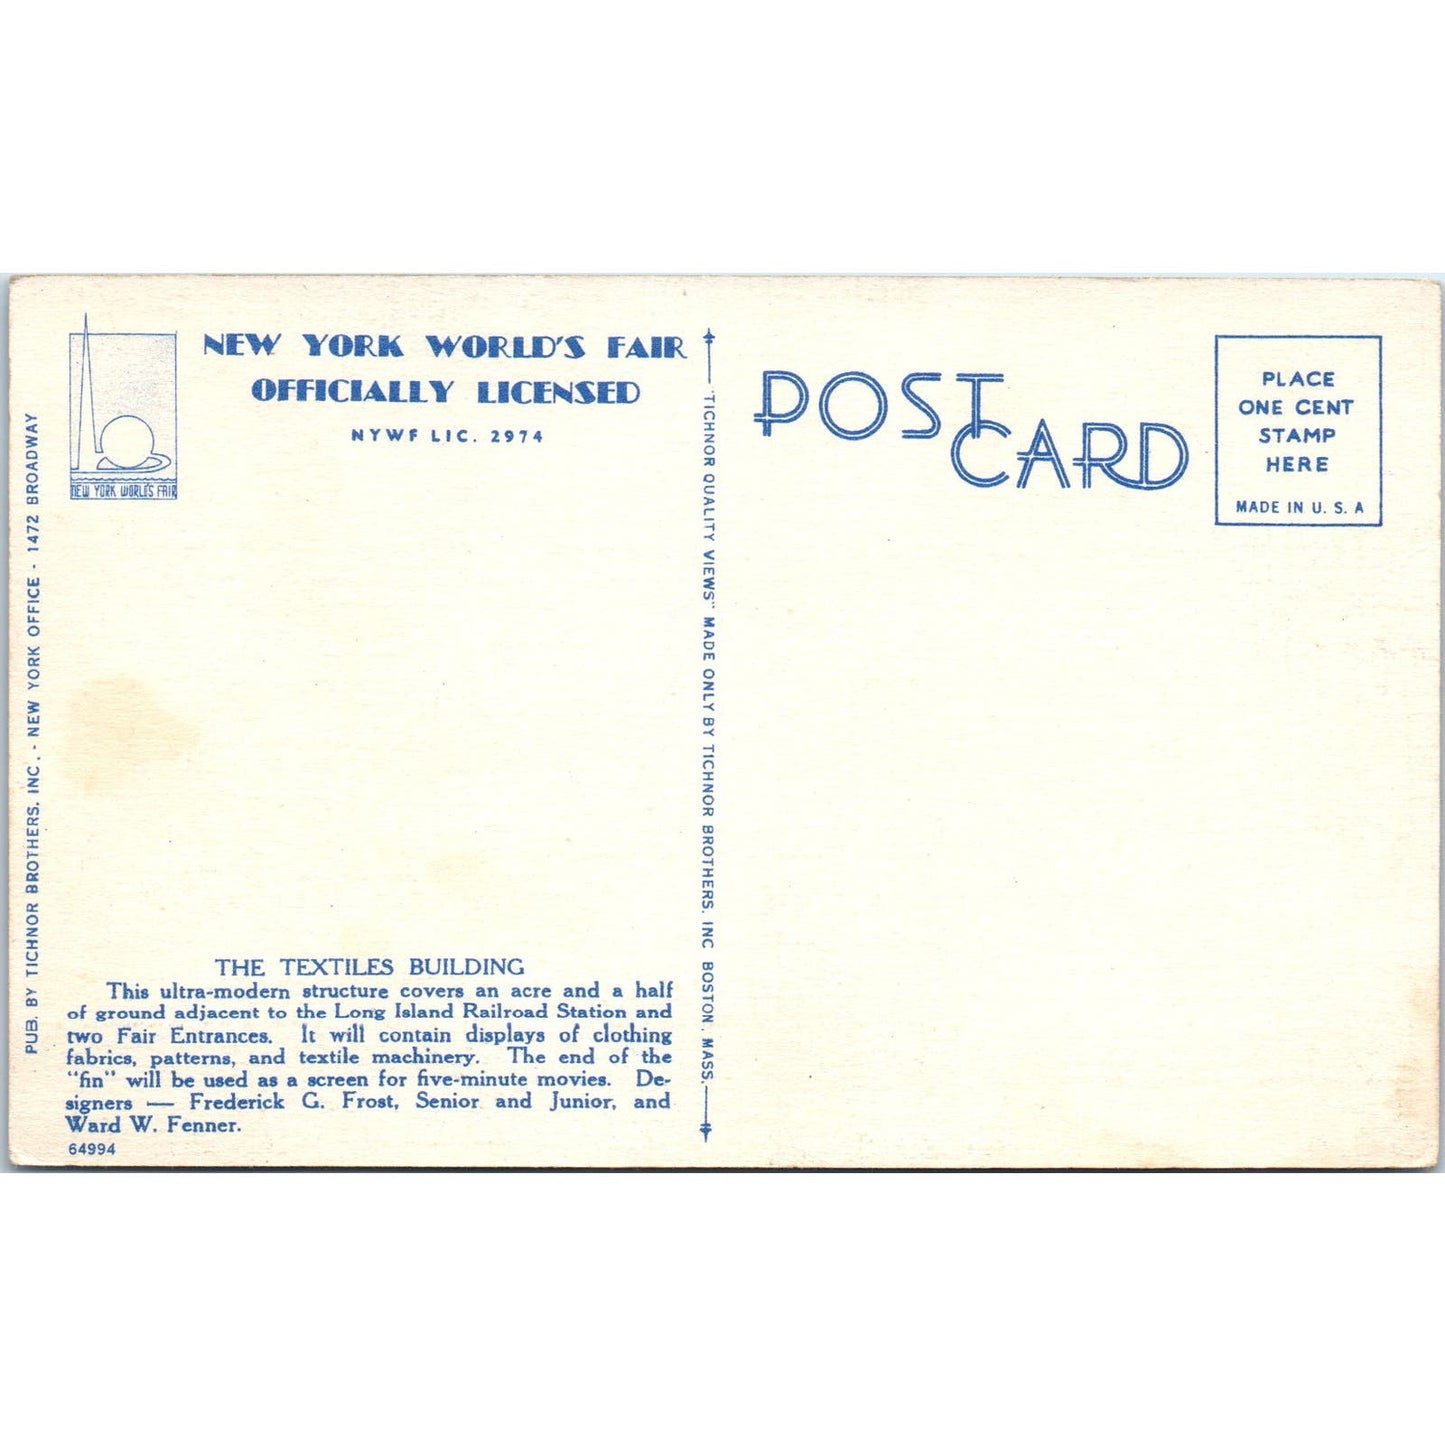 NEW YORK WORLD'S FAIR
OFFICIALLY LICENSED
NYWF LIC. 2974
NEW YORK WORLD'S FAIR
PUB. BY TICHNOR BROTHERS, INC. - NEW YORK OFFICE - 1472 BROADWAY
THE TEXTILES BUILDING
This ultra-modern structure covers an acre and a half
of ground adjacent to the Long Island Railroad Station and
two Fair Entrances. It will contain displays of clothing
fabrics, patterns, and textile machinery. The end of the
"fin" will be used as a screen for five-minute movies. De-
signers — Frederick G. Frost, Senior and Junior, and
Ward W. Fenner.
64994
"TICHNOR QUALITY VIEWS" MADE ONLY BY TICHNOR BROTHERS, INC BOSTON, MASS.
POST
CARD
PLACE
ONE CENT
STAMP
HERE
MADE IN U. S. A